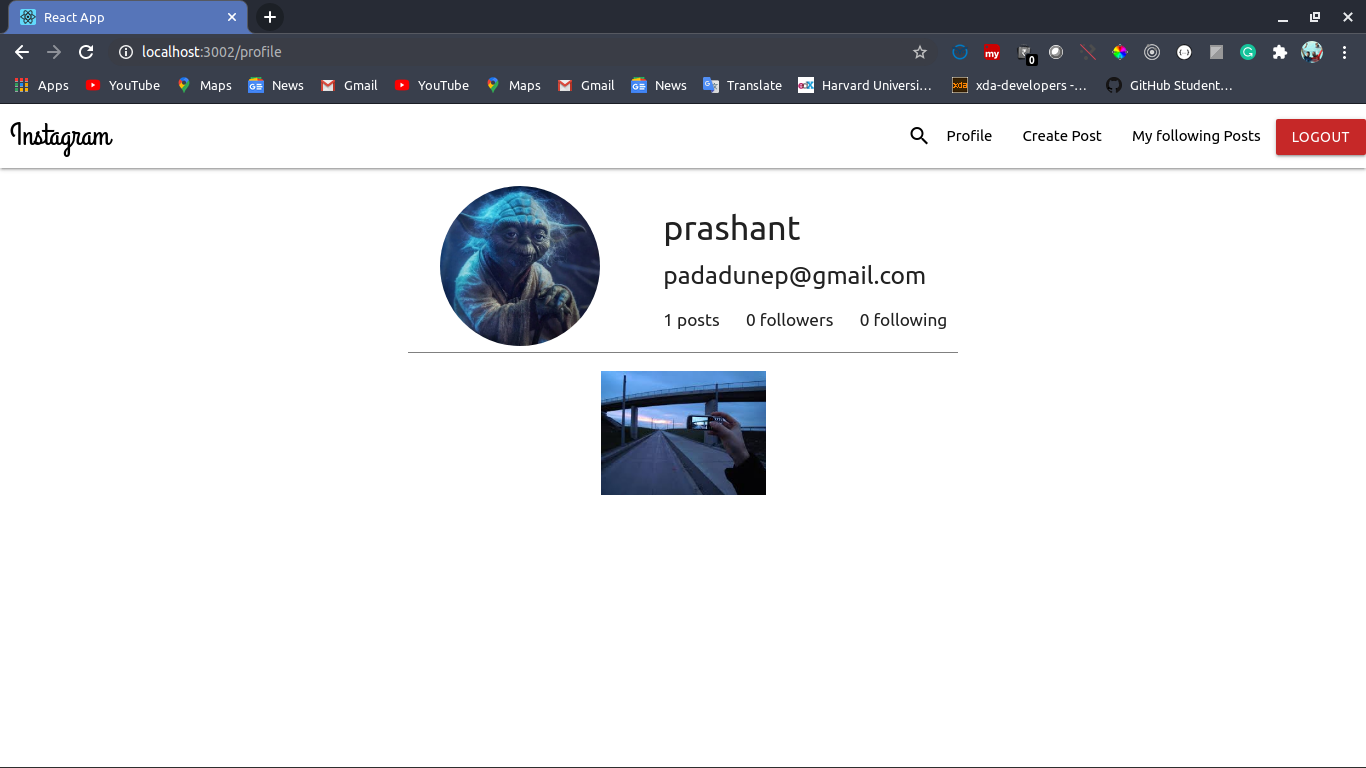 React App
localhost:3002/profile
my
0
Apps YouTube Maps News Gmail YouTube Maps Gmail News Translate edX Harvard Universi... xda xda-developers -... GitHub Student...
Instagram Profile Create Post My following Posts LOGOUT
prashant
padadunep@gmail.com
1 posts 0 followers 0 following